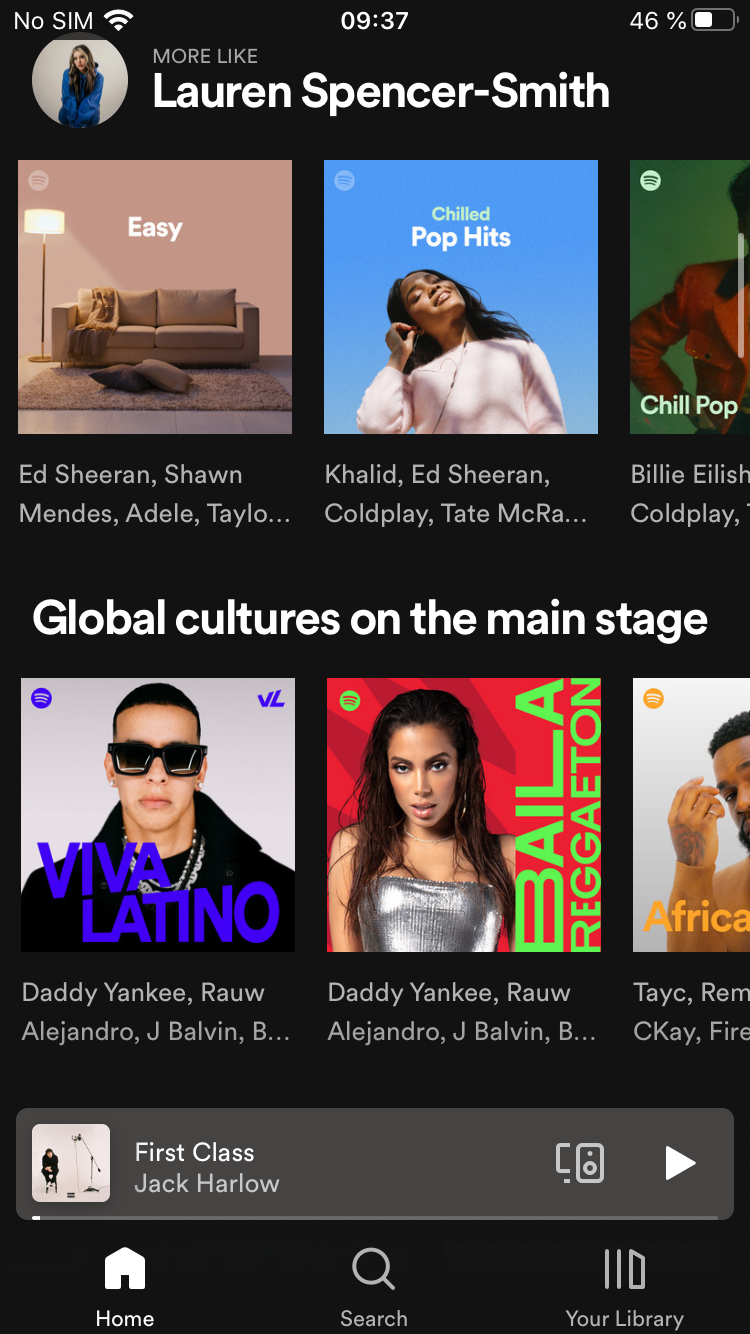 No SIM 09:37 46 %
MORE LIKE
Lauren Spencer-Smith
Easy
Chilled
Pop Hits
Chill Pop
Ed Sheeran, Shawn
Mendes, Adele, Taylo...
Khalid, Ed Sheeran,
Coldplay, Tate McRa...
Billie Eilish
Coldplay,
Global cultures on the main stage
VL
VIVA
LATINO
BAILA
REGGAETON
Africa
Daddy Yankee, Rauw
Alejandro, J Balvin, B...
Daddy Yankee, Rauw
Alejandro, J Balvin, B...
Tayc, Rem
CKay, Fire
First Class
Jack Harlow
Home
Search
Your Library